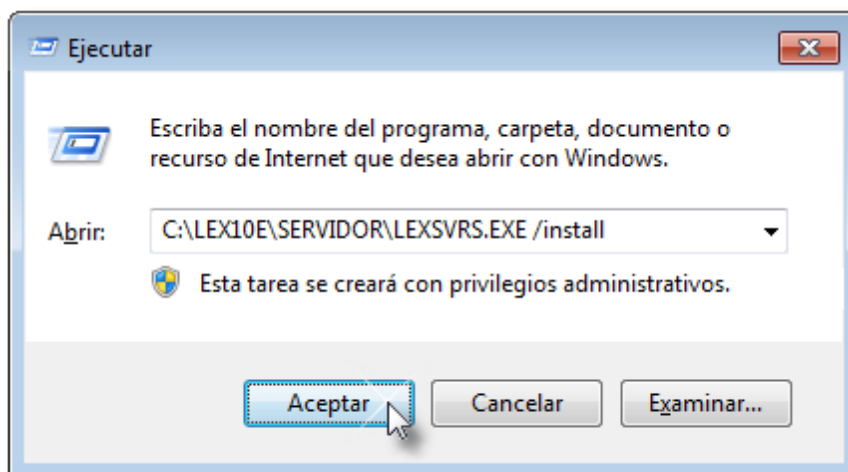 Ejecutar
Escriba el nombre del programa, carpeta, documento o
recurso de Internet que desea abrir con Windows.
Abrir: C:\LEX10E\SERVIDOR\LEXSVRS.EXE /install
Esta tarea se creará con privilegios administrativos.
Aceptar Cancelar Examinar...